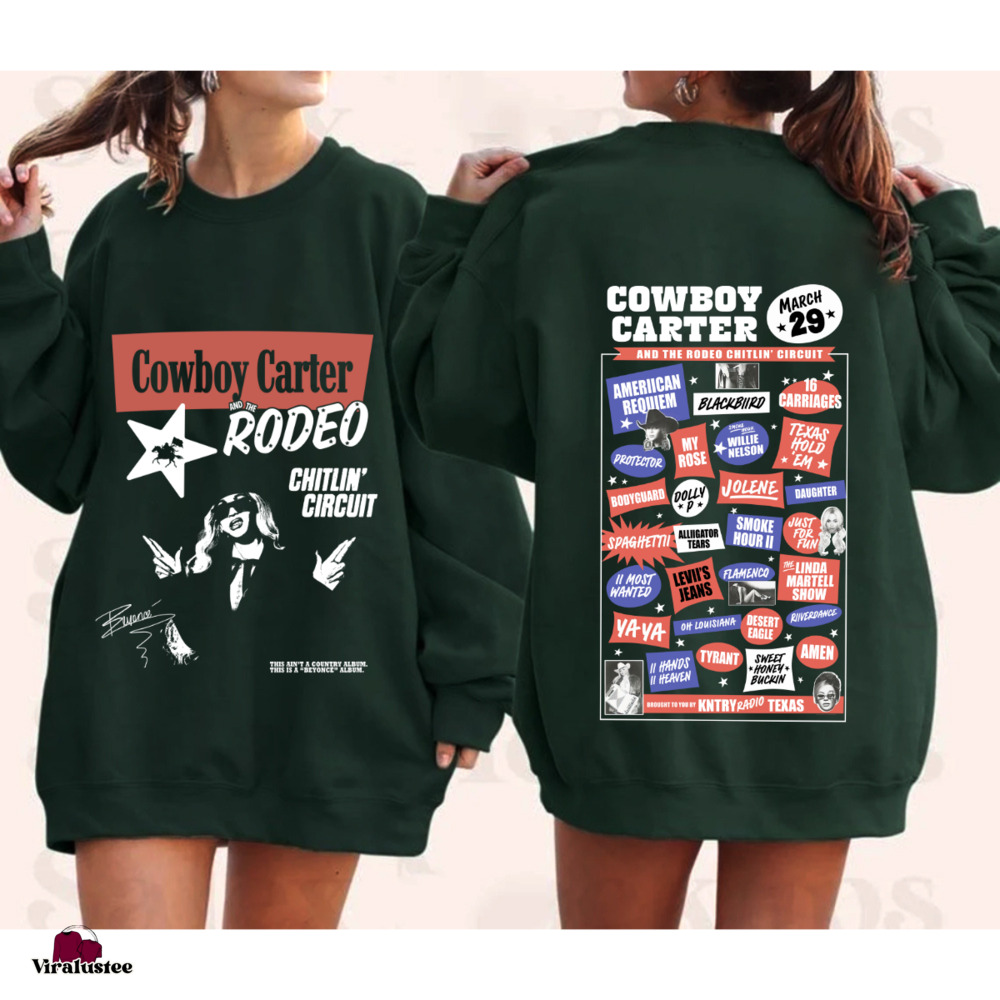 Cowboy Carter
AND THE
RODEO
CHITLIN'
CIRCUIT
Beyoncé
THIS AIN'T A COUNTRY ALBUM.
THIS IS A "BEYONCE" ALBUM.
COWBOY
CARTER
MARCH
29
AND THE RODEO CHITLIN' CIRCUIT
AMERIICAN
REQUIEM
BLACKBIIRD
16
CARRIAGES
PROTECTOR
MY
ROSE
SMOKE HOUR
WILLIE
NELSON
TEXAS
HOLD
'EM
BODYGUARD
DOLLY
P
JOLENE
DAUGHTER
SPAGHETTII
ALLIIGATOR
TEARS
SMOKE
HOUR II
JUST
FOR
FUN
II MOST
WANTED
LEVII'S
JEANS
FLAMENCO
THE LINDA
MARTELL
SHOW
YA YA
OH LOUISIANA
DESERT
EAGLE
RIIVERDANCE
II HANDS
II HEAVEN
TYRANT
SWEET
HONEY
BUCKIN
AMEN
BROUGHT TO YOU BY KNTRY RADIO TEXAS
Viralustee